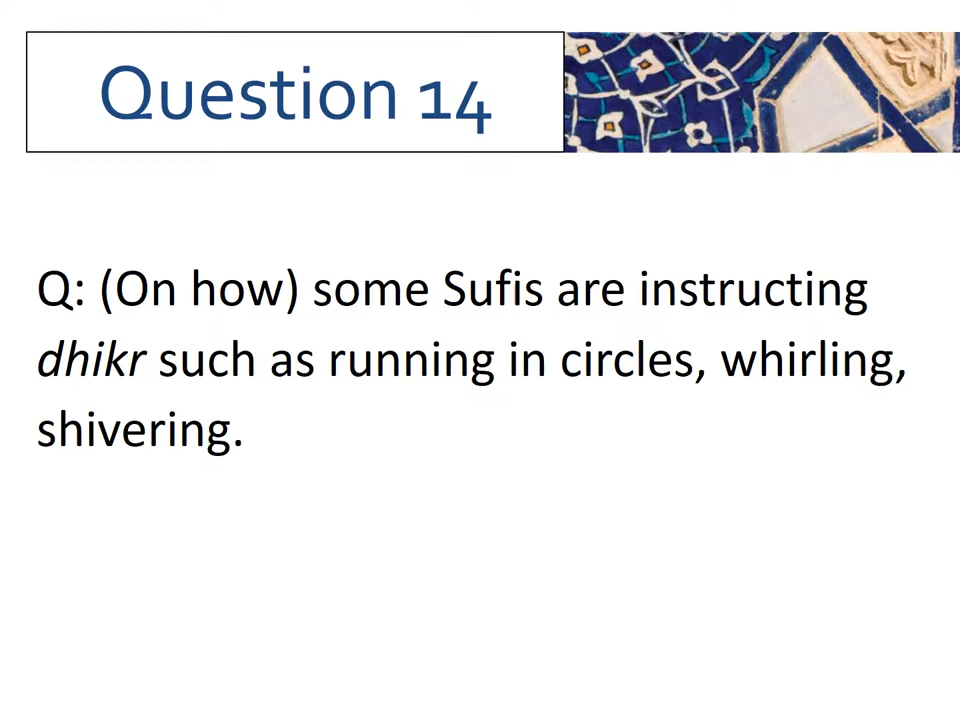 Question 14
Q: (On how) some Sufis are instructing
dhikr such as running in circles, whirling,
shivering.